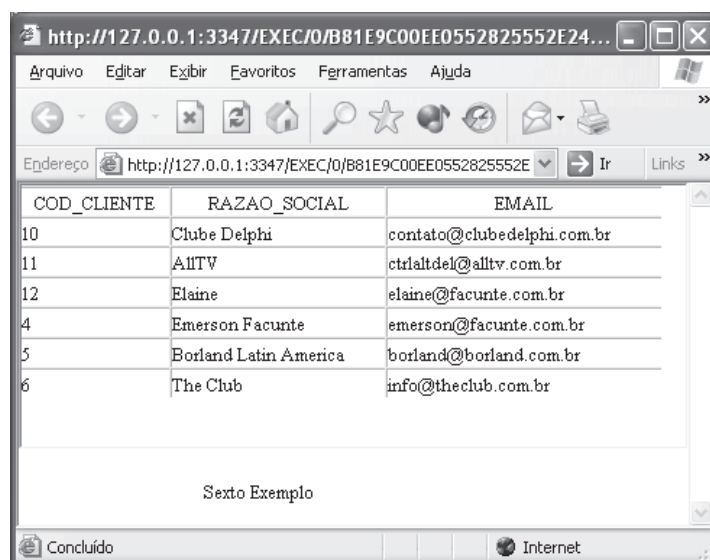 http://127.0.0.1:3347/EXEC/0/B81E9C00EE0552825552E24...
Arquivo Editar Exibir Favoritos Ferramentas Ajuda
»
Endereço http://127.0.0.1:3347/EXEC/0/B81E9C00EE0552825552E Ir Links »
COD_CLIENTE RAZAO_SOCIAL EMAIL
10 Clube Delphi contato@clubedelphi.com.br
11 AllTV ctrlaltdel@alltv.com.br
12 Elaine elaine@facunte.com.br
4 Emerson Facunte emerson@facunte.com.br
5 Borland Latin America borland@borland.com.br
6 The Club info@theclub.com.br
Sexto Exemplo
Concluído Internet